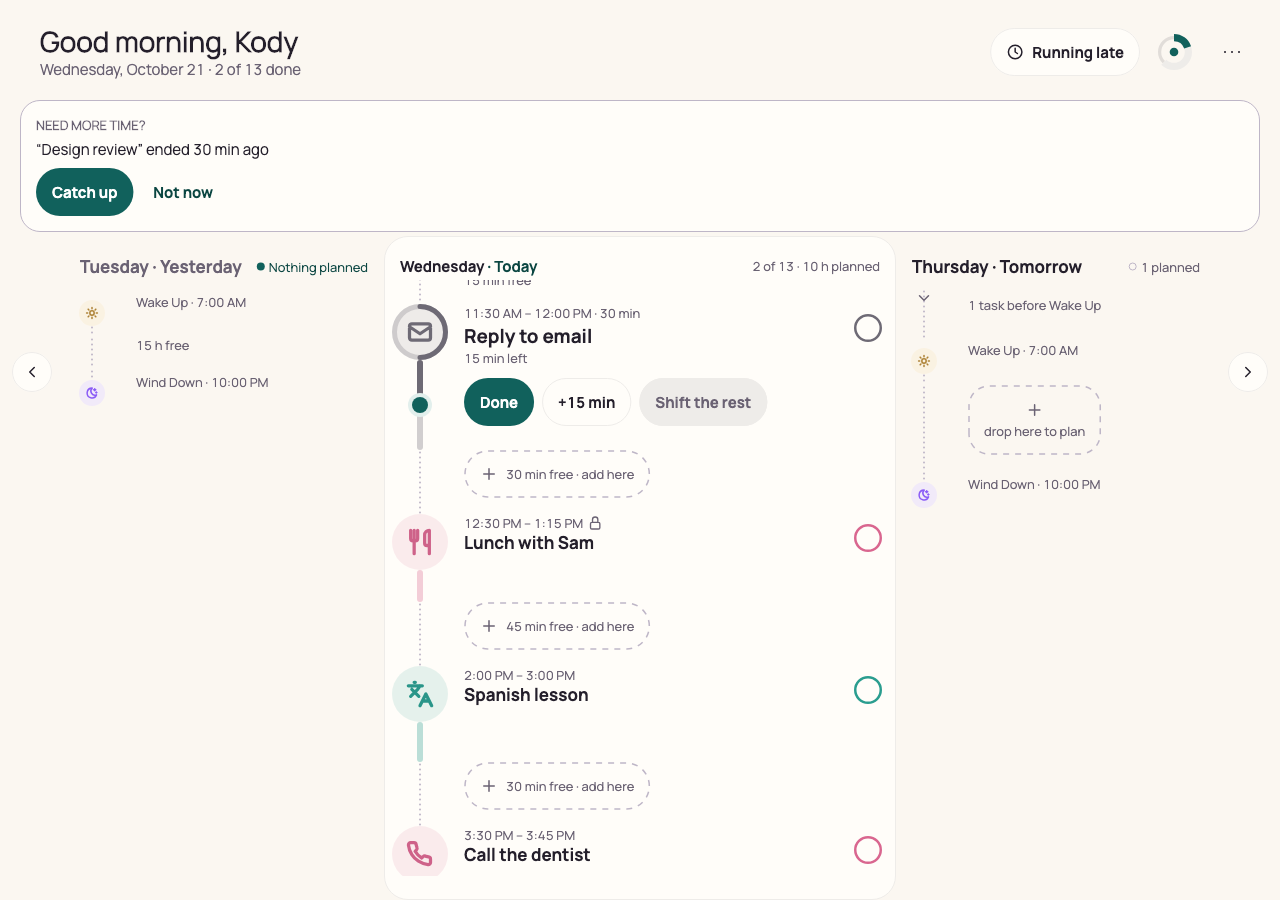 Good morning, Kody
Wednesday, October 21 · 2 of 13 done
Running late
NEED MORE TIME?
“Design review” ended 30 min ago
Catch up
Not now
Tuesday · Yesterday
Nothing planned
Wake Up · 7:00 AM
15 h free
Wind Down · 10:00 PM
Wednesday · Today
2 of 13 · 10 h planned
15 min free
11:30 AM – 12:00 PM · 30 min
Reply to email
15 min left
Done
+15 min
Shift the rest
30 min free · add here
12:30 PM – 1:15 PM
Lunch with Sam
45 min free · add here
2:00 PM – 3:00 PM
Spanish lesson
30 min free · add here
3:30 PM – 3:45 PM
Call the dentist
Thursday · Tomorrow
1 planned
1 task before Wake Up
Wake Up · 7:00 AM
drop here to plan
Wind Down · 10:00 PM